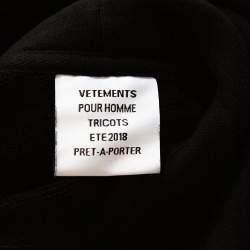 VETEMENTS
POUR HOMME
TRICOTS
ETE 2018
PRET-A-PORTER